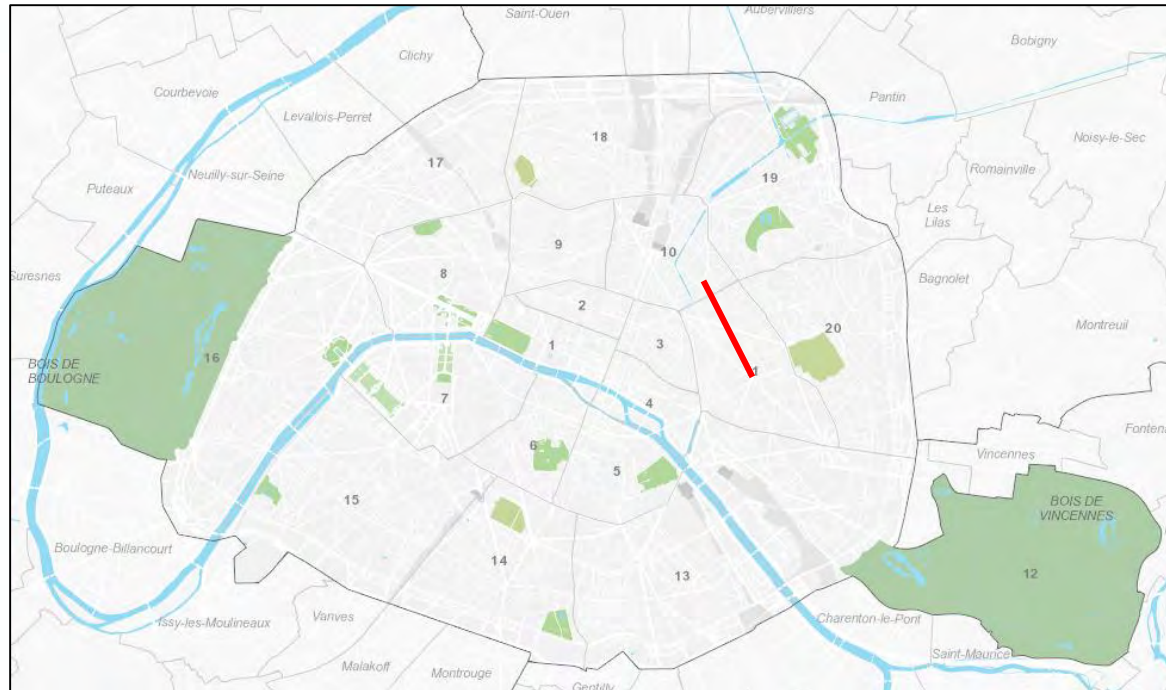 Saint-Ouen
Aubervilliers
Bobigny
Clichy
Courbevoie
Pantin
Levallois-Perret
18
Noisy-le-Sec
17
Romainville
Neuilly-sur-Seine
19
Puteaux
Les
Lilas
9
10
Suresnes
8
Bagnolet
2
Montreuil
20
1
3
BOIS DE
BOULOGNE
16
7
4
6
5
Vincennes
15
BOIS DE
VINCENNES
Boulogne-Billancourt
14
13
12
Vanves
Issy-les-Moulineaux
Charenton-le-Pont
Saint-Maurice
Malakoff
Montrouge
Gentilly